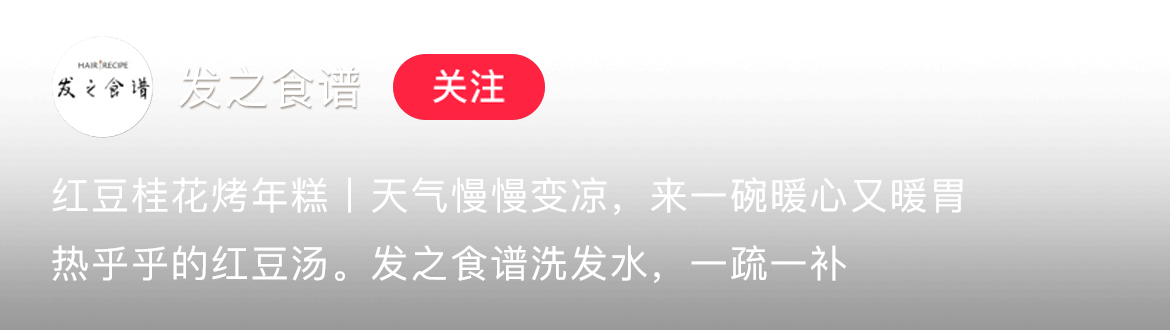 HAIR RECIPE
发之食谱
发之食谱
关注
红豆桂花烤年糕丨天气慢慢变凉，来一碗暖心又暖胃
热乎乎的红豆汤。发之食谱洗发水，一疏一补